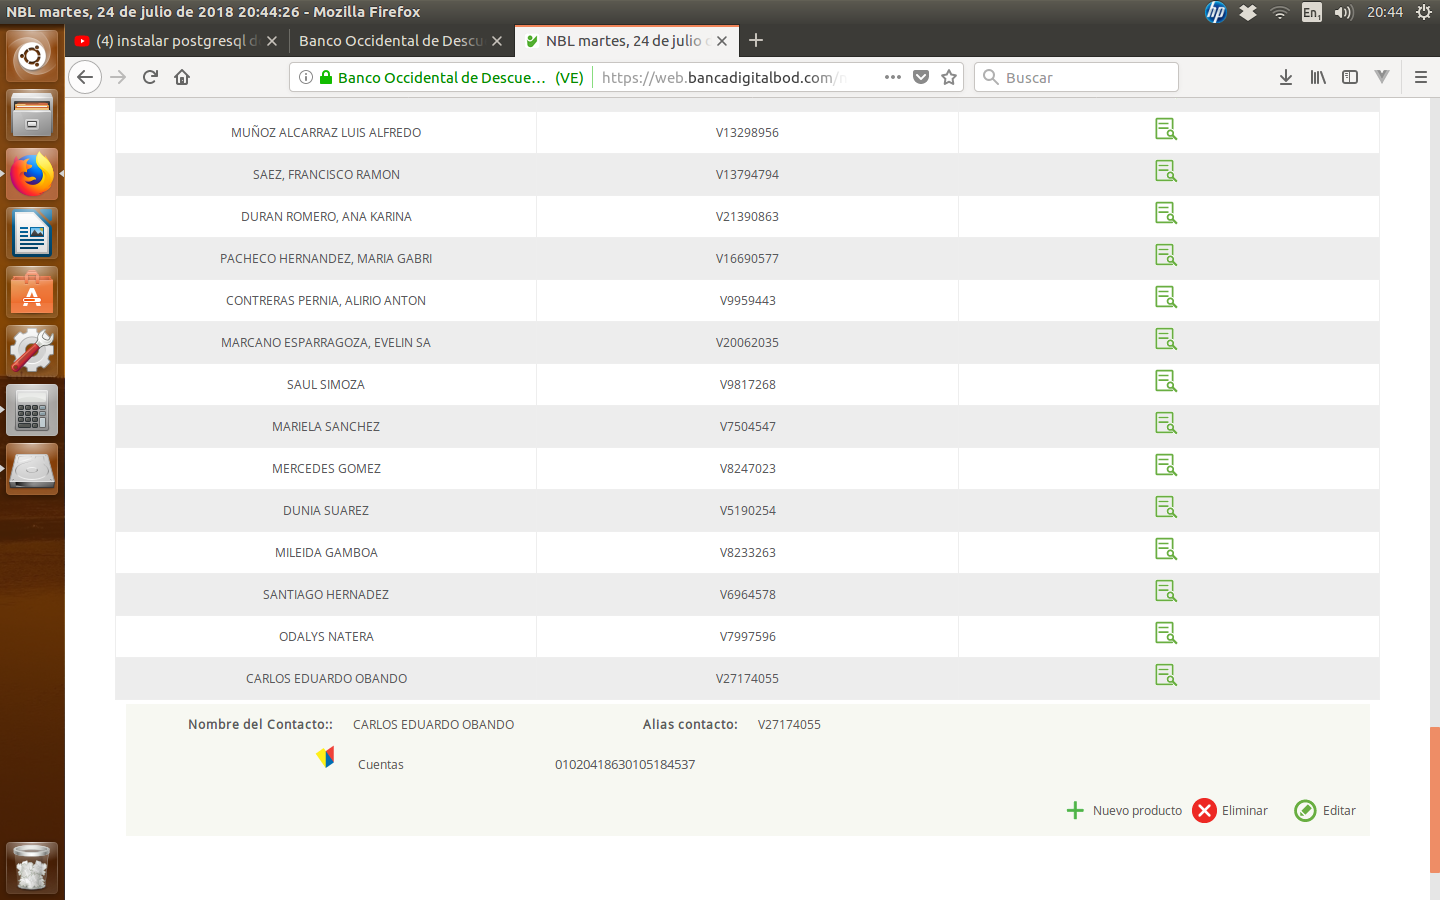 NBL martes, 24 de julio de 2018 20:44:26 - Mozilla Firefox
En1 20:44
(4) instalar postgresql d
Banco Occidental de Descu
NBL martes, 24 de julio
Banco Occidental de Descue… (VE) https://web.bancadigitalbod.com/ Buscar
MUÑOZ ALCARRAZ LUIS ALFREDO V13298956
SAEZ, FRANCISCO RAMON V13794794
DURAN ROMERO, ANA KARINA V21390863
PACHECO HERNANDEZ, MARIA GABRI V16690577
CONTRERAS PERNIA, ALIRIO ANTON V9959443
MARCANO ESPARRAGOZA, EVELIN SA V20062035
SAUL SIMOZA V9817268
MARIELA SANCHEZ V7504547
MERCEDES GOMEZ V8247023
DUNIA SUAREZ V5190254
MILEIDA GAMBOA V8233263
SANTIAGO HERNADEZ V6964578
ODALYS NATERA V7997596
CARLOS EDUARDO OBANDO V27174055
Nombre del Contacto:: CARLOS EDUARDO OBANDO Alias contacto: V27174055
Cuentas 01020418630105184537
Nuevo producto Eliminar Editar